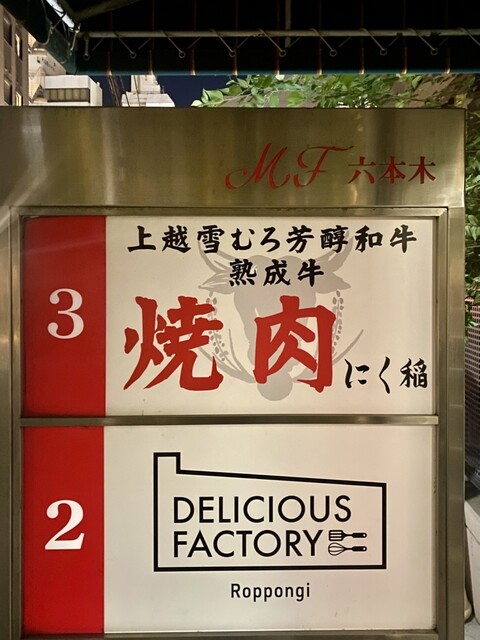 MF 六本木
3
上越雪むろ芳醇和牛
熟成牛
焼肉 にく稲
2
DELICIOUS
FACTORY
Roppongi